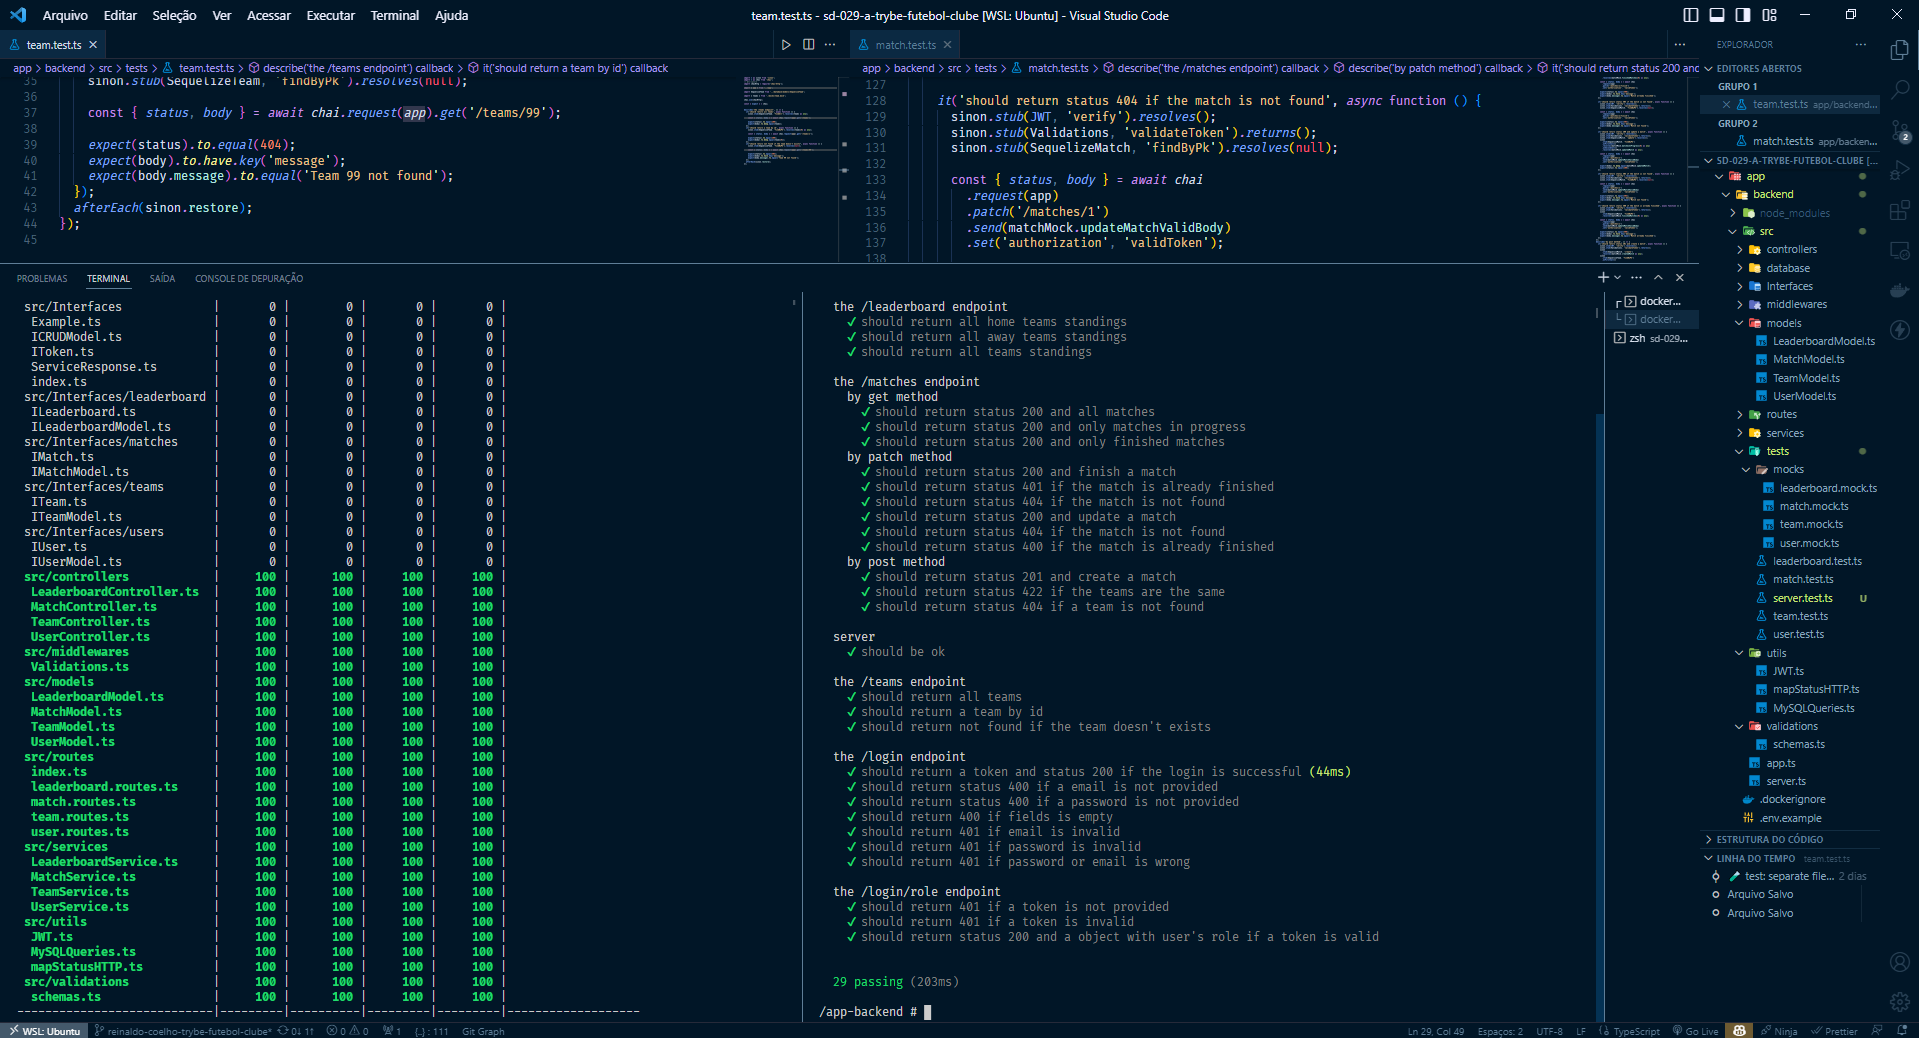 Arquivo Editar Seleção Ver Acessar Executar Terminal Ajuda
team.test.ts - sd-029-a-trybe-futebol-clube [WSL: Ubuntu] - Visual Studio Code
team.test.ts
app > backend > src > tests > team.test.ts > describe('the /teams endpoint') callback > it('should return a team by id') callback
35 sinon.stub(SequelizeTeam, 'findByPk').resolves(null);
36
37 const { status, body } = await chai.request(app).get('/teams/99');
38
39 expect(status).to.equal(404);
40 expect(body).to.have.key('message');
41 expect(body.message).to.equal('Team 99 not found');
42 });
43 afterEach(sinon.restore);
44 });
45
match.test.ts
app > backend > src > tests > match.test.ts > describe('the /matches endpoint') callback > describe('by patch method') callback > it('should return status 200 and
127
128 it('should return status 404 if the match is not found', async function () {
129 sinon.stub(JWT, 'verify').resolves();
130 sinon.stub(Validations, 'validateToken').returns();
131 sinon.stub(SequelizeMatch, 'findByPk').resolves(null);
132
133 const { status, body } = await chai
134 .request(app)
135 .patch('/matches/1')
136 .send(matchMock.updateMatchValidBody)
137 .set('authorization', 'validToken');
138
PROBLEMAS TERMINAL SAÍDA CONSOLE DE DEPURAÇÃO
src/Interfaces | 0 | 0 | 0 | 0 |
Example.ts | 0 | 0 | 0 | 0 |
ICRUDModel.ts | 0 | 0 | 0 | 0 |
IToken.ts | 0 | 0 | 0 | 0 |
ServiceResponse.ts | 0 | 0 | 0 | 0 |
index.ts | 0 | 0 | 0 | 0 |
src/Interfaces/leaderboard | 0 | 0 | 0 | 0 |
ILeaderboard.ts | 0 | 0 | 0 | 0 |
ILeaderboardModel.ts | 0 | 0 | 0 | 0 |
src/Interfaces/matches | 0 | 0 | 0 | 0 |
IMatch.ts | 0 | 0 | 0 | 0 |
IMatchModel.ts | 0 | 0 | 0 | 0 |
src/Interfaces/teams | 0 | 0 | 0 | 0 |
ITeam.ts | 0 | 0 | 0 | 0 |
ITeamModel.ts | 0 | 0 | 0 | 0 |
src/Interfaces/users | 0 | 0 | 0 | 0 |
IUser.ts | 0 | 0 | 0 | 0 |
IUserModel.ts | 0 | 0 | 0 | 0 |
src/controllers | 100 | 100 | 100 | 100 |
LeaderboardController.ts | 100 | 100 | 100 | 100 |
MatchController.ts | 100 | 100 | 100 | 100 |
TeamController.ts | 100 | 100 | 100 | 100 |
UserController.ts | 100 | 100 | 100 | 100 |
src/middlewares | 100 | 100 | 100 | 100 |
Validations.ts | 100 | 100 | 100 | 100 |
src/models | 100 | 100 | 100 | 100 |
LeaderboardModel.ts | 100 | 100 | 100 | 100 |
MatchModel.ts | 100 | 100 | 100 | 100 |
TeamModel.ts | 100 | 100 | 100 | 100 |
UserModel.ts | 100 | 100 | 100 | 100 |
src/routes | 100 | 100 | 100 | 100 |
index.ts | 100 | 100 | 100 | 100 |
leaderboard.routes.ts | 100 | 100 | 100 | 100 |
match.routes.ts | 100 | 100 | 100 | 100 |
team.routes.ts | 100 | 100 | 100 | 100 |
user.routes.ts | 100 | 100 | 100 | 100 |
src/services | 100 | 100 | 100 | 100 |
LeaderboardService.ts | 100 | 100 | 100 | 100 |
MatchService.ts | 100 | 100 | 100 | 100 |
TeamService.ts | 100 | 100 | 100 | 100 |
UserService.ts | 100 | 100 | 100 | 100 |
src/utils | 100 | 100 | 100 | 100 |
JWT.ts | 100 | 100 | 100 | 100 |
MySQLQueries.ts | 100 | 100 | 100 | 100 |
mapStatusHTTP.ts | 100 | 100 | 100 | 100 |
src/validations | 100 | 100 | 100 | 100 |
schemas.ts | 100 | 100 | 100 | 100 |
the /leaderboard endpoint
✓ should return all home teams standings
✓ should return all away teams standings
✓ should return all teams standings
the /matches endpoint
by get method
✓ should return status 200 and all matches
✓ should return status 200 and only matches in progress
✓ should return status 200 and only finished matches
by patch method
✓ should return status 200 and finish a match
✓ should return status 401 if the match is already finished
✓ should return status 404 if the match is not found
✓ should return status 200 and update a match
✓ should return status 404 if the match is not found
✓ should return status 400 if the match is already finished
by post method
✓ should return status 201 and create a match
✓ should return status 422 if the teams are the same
✓ should return status 404 if a team is not found
server
✓ should be ok
the /teams endpoint
✓ should return all teams
✓ should return a team by id
✓ should return not found if the team doesn't exists
the /login endpoint
✓ should return a token and status 200 if the login is successful (44ms)
✓ should return status 400 if a email is not provided
✓ should return status 400 if a password is not provided
✓ should return 400 if fields is empty
✓ should return 401 if email is invalid
✓ should return 401 if password is invalid
✓ should return 401 if password or email is wrong
the /login/role endpoint
✓ should return 401 if a token is not provided
✓ should return 401 if a token is invalid
✓ should return status 200 and a object with user's role if a token is valid
29 passing (203ms)
/app-backend #
docker...
docker...
zsh sd-029...
EXPLORADOR
EDITORES ABERTOS
GRUPO 1
team.test.ts app/backend...
GRUPO 2
match.test.ts app/backend...
SD-029-A-TRYBE-FUTEBOL-CLUBE [...
app
backend
node_modules
src
controllers
database
Interfaces
middlewares
models
LeaderboardModel.ts
MatchModel.ts
TeamModel.ts
UserModel.ts
routes
services
tests
mocks
leaderboard.mock.ts
match.mock.ts
team.mock.ts
user.mock.ts
leaderboard.test.ts
match.test.ts
server.test.ts U
team.test.ts
user.test.ts
utils
JWT.ts
mapStatusHTTP.ts
MySQLQueries.ts
validations
schemas.ts
app.ts
server.ts
.dockerignore
.env.example
ESTRUTURA DO CÓDIGO
LINHA DO TEMPO team.test.ts
test: separate file... 2 dias
Arquivo Salvo
Arquivo Salvo
2
WSL: Ubuntu reinaldo-coelho-trybe-futebol-clube* 0↓ 1↑ 0 0 1 {..} : 111 Git Graph
Ln 29, Col 49 Espaços: 2 UTF-8 LF TypeScript Go Live Ninja Prettier